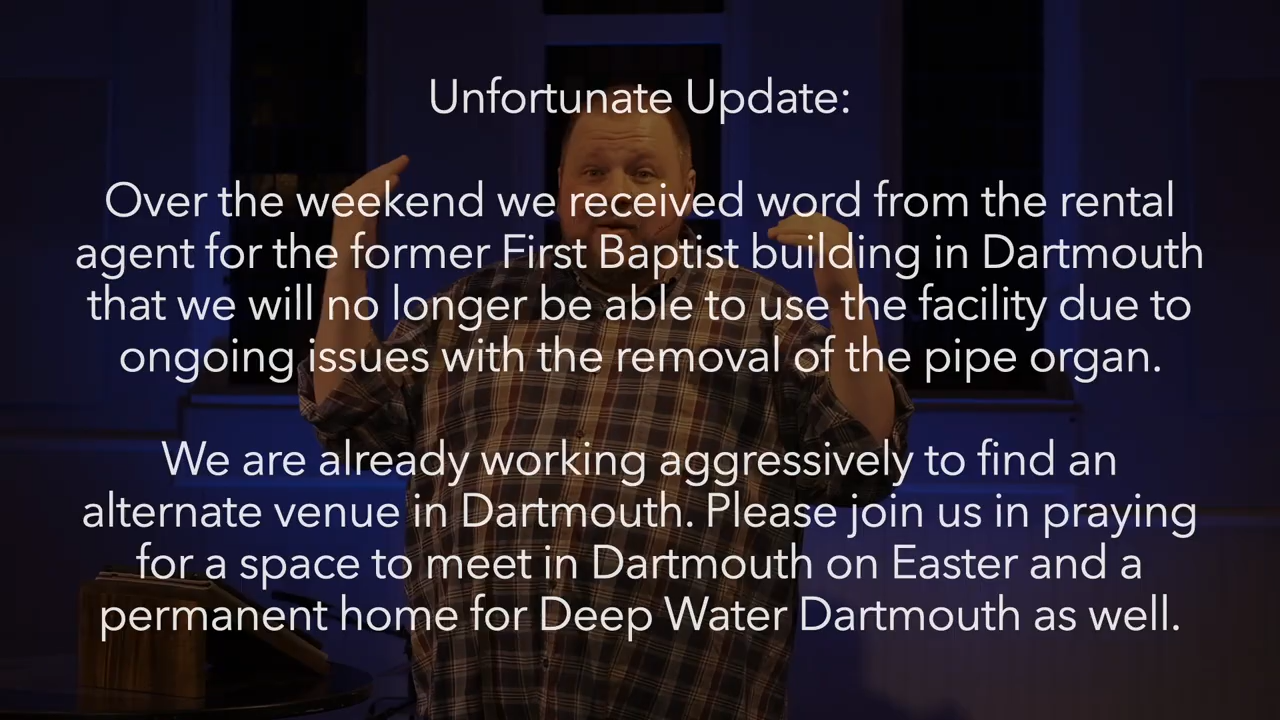 Unfortunate Update:
Over the weekend we received word from the rental
agent for the former First Baptist building in Dartmouth
that we will no longer be able to use the facility due to
ongoing issues with the removal of the pipe organ.
We are already working aggressively to find an
alternate venue in Dartmouth. Please join us in praying
for a space to meet in Dartmouth on Easter and a
permanent home for Deep Water Dartmouth as well.